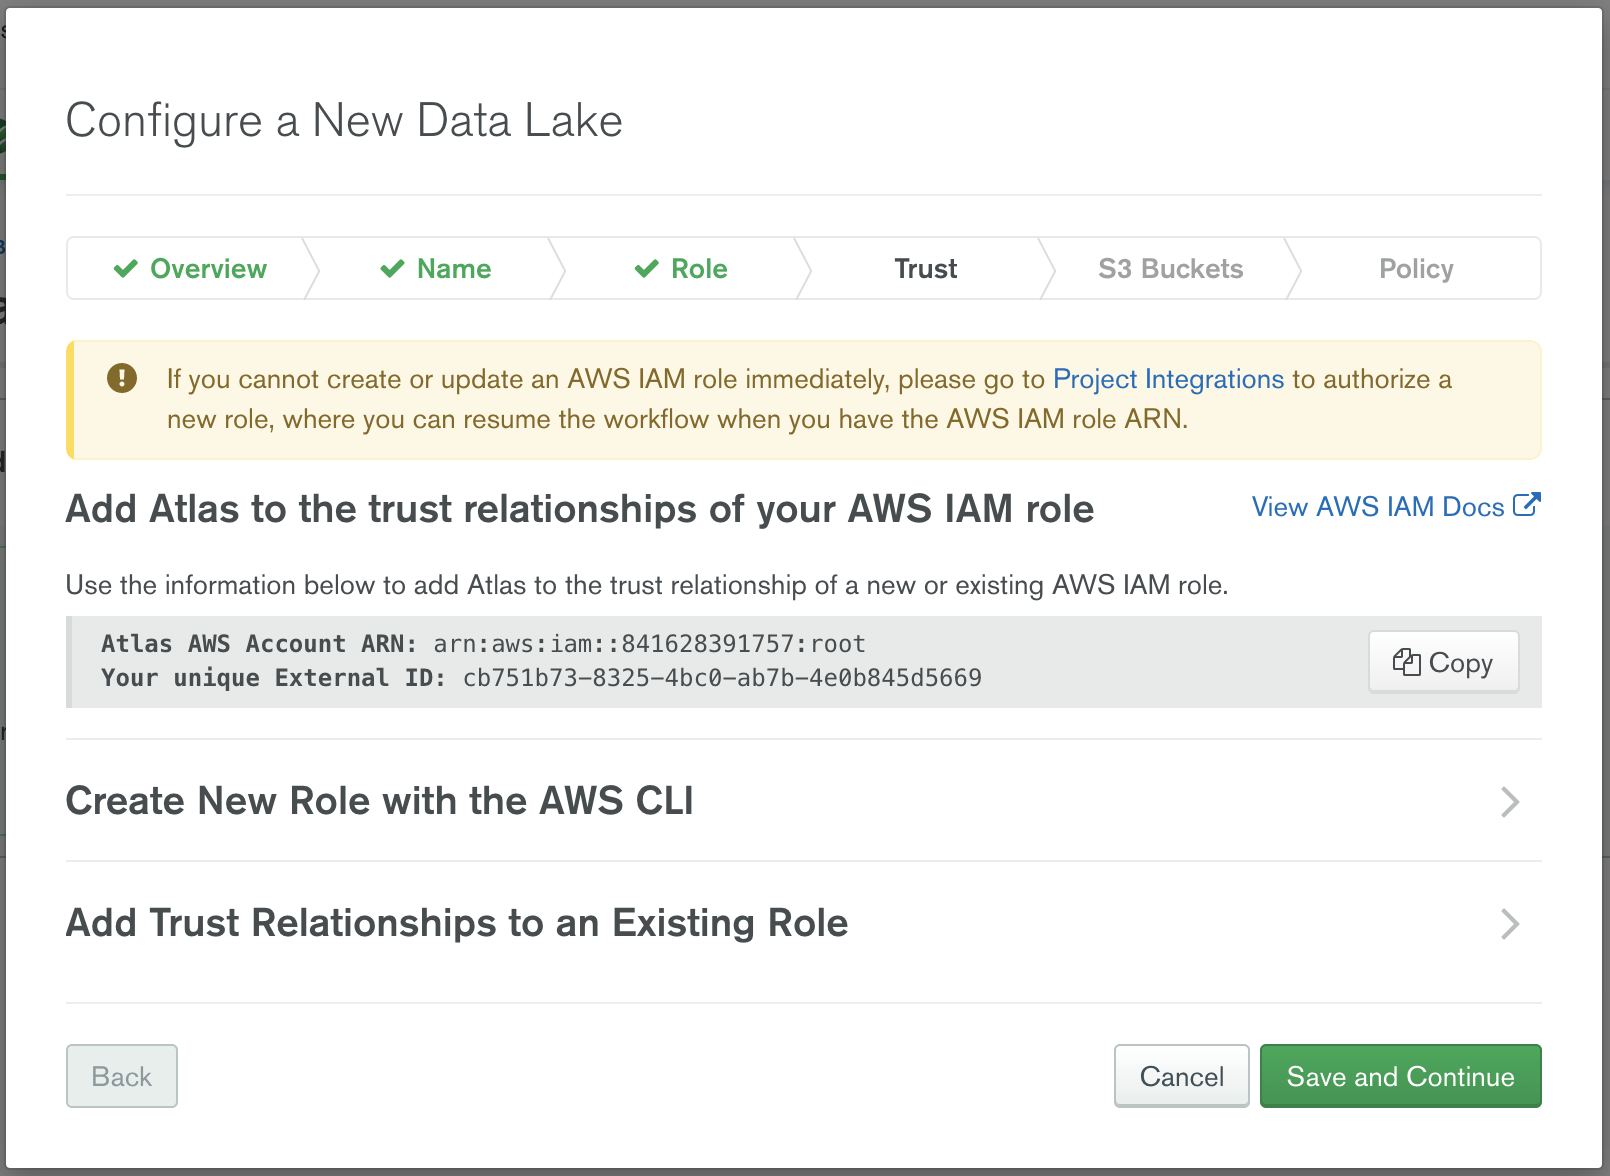 Configure a New Data Lake
Overview
Name
Role
Trust
S3 Buckets
Policy
If you cannot create or update an AWS IAM role immediately, please go to Project Integrations to authorize a
new role, where you can resume the workflow when you have the AWS IAM role ARN.
Add Atlas to the trust relationships of your AWS IAM role
View AWS IAM Docs
Use the information below to add Atlas to the trust relationship of a new or existing AWS IAM role.
Atlas AWS Account ARN: arn:aws:iam::841628391757:root
Your unique External ID: cb751b73-8325-4bc0-ab7b-4e0b845d5669
Copy
Create New Role with the AWS CLI
Add Trust Relationships to an Existing Role
Back
Cancel
Save and Continue